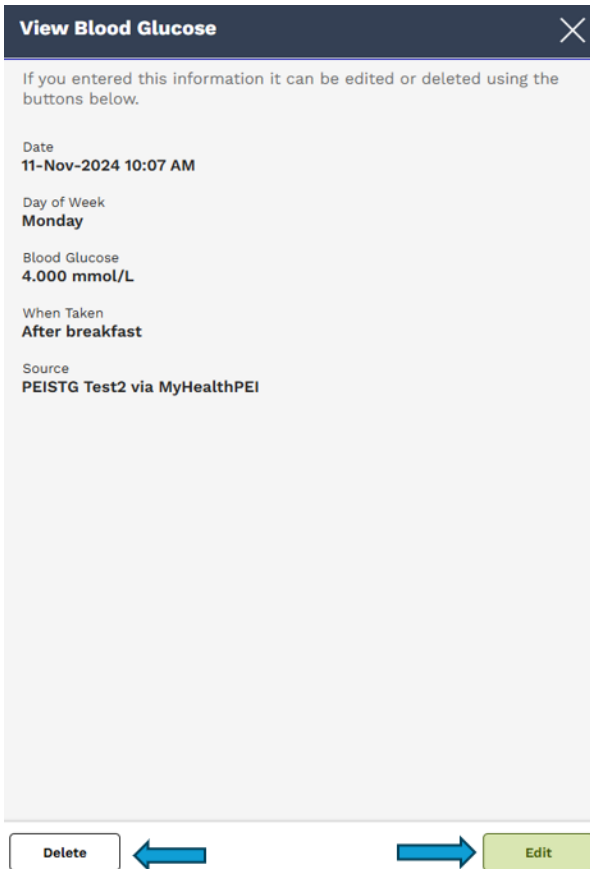 View Blood Glucose
If you entered this information it can be edited or deleted using the
buttons below.
Date
11-Nov-2024 10:07 AM
Day of Week
Monday
Blood Glucose
4.000 mmol/L
When Taken
After breakfast
Source
PEISTG Test2 via MyHealthPEI
Delete
Edit